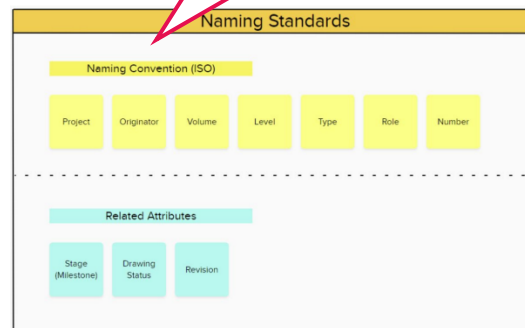 Naming Standards
Naming Convention (ISO)
Project
Originator
Volume
Level
Type
Role
Number
Related Attributes
Stage
(Milestone)
Drawing
Status
Revision